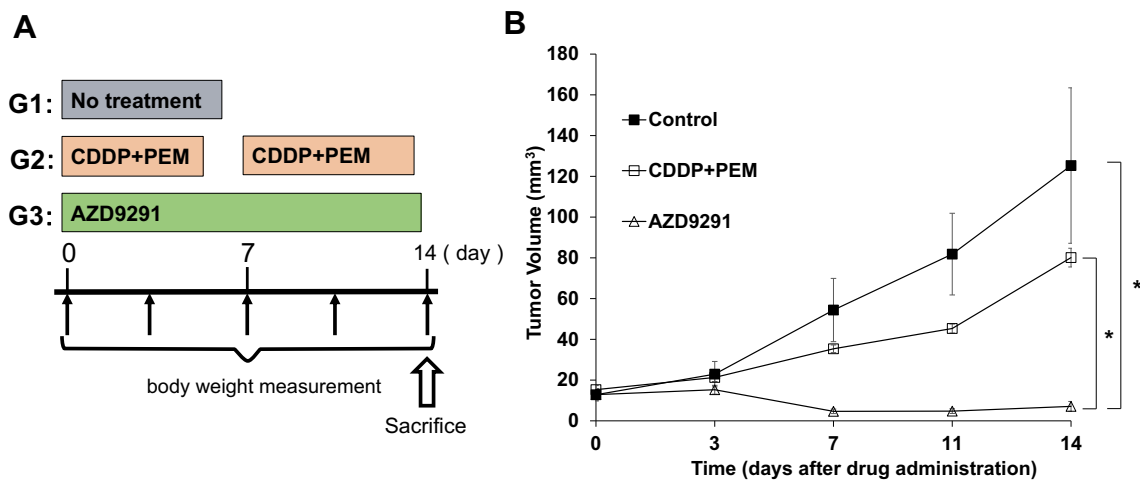 A
G1: No treatment
G2: CDDP+PEM CDDP+PEM
G3: AZD9291
0 7 14 ( day )
body weight measurement
Sacrifice
B
Tumor Volume (mm³)
180
160
140
120
100
80
60
40
20
0
Control
CDDP+PEM
AZD9291
*
*
0 3 7 11 14
Time (days after drug administration)